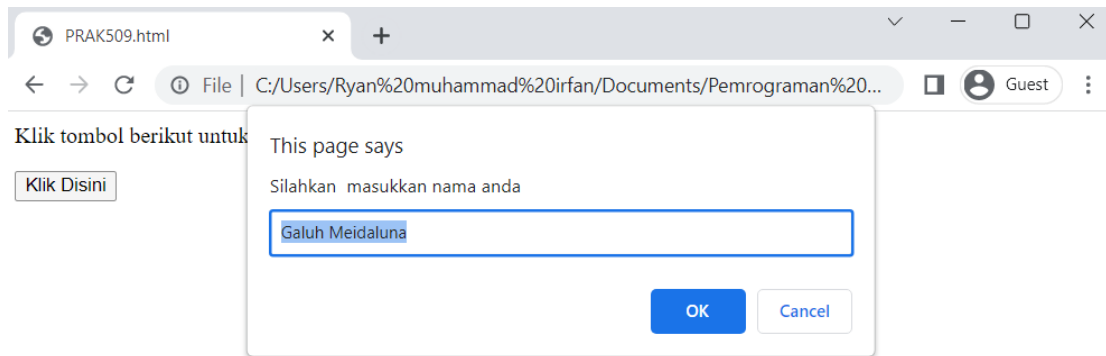 PRAK509.html
File | C:/Users/Ryan%20muhammad%20irfan/Documents/Pemrograman%20... Guest
Klik tombol berikut untuk
Klik Disini
This page says
Silahkan masukkan nama anda
Galuh Meidaluna
OK Cancel